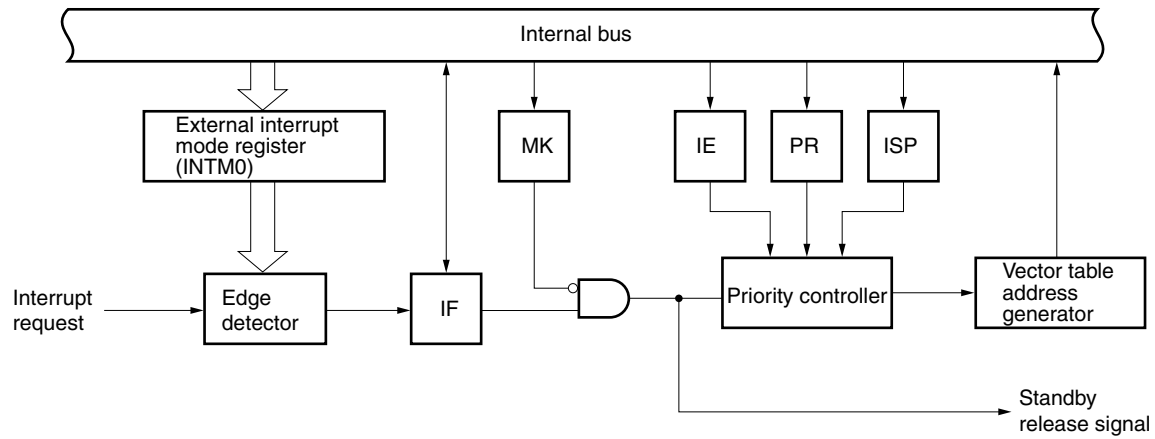 Internal bus
External interrupt
mode register
(INTM0)
MK
IE
PR
ISP
Interrupt
request
Edge
detector
IF
Priority controller
Vector table
address
generator
Standby
release signal